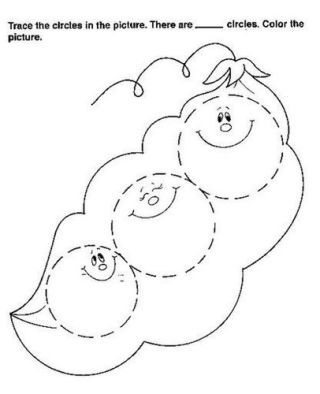 Trace the circles in the picture. There are _____ circles. Color the
picture.